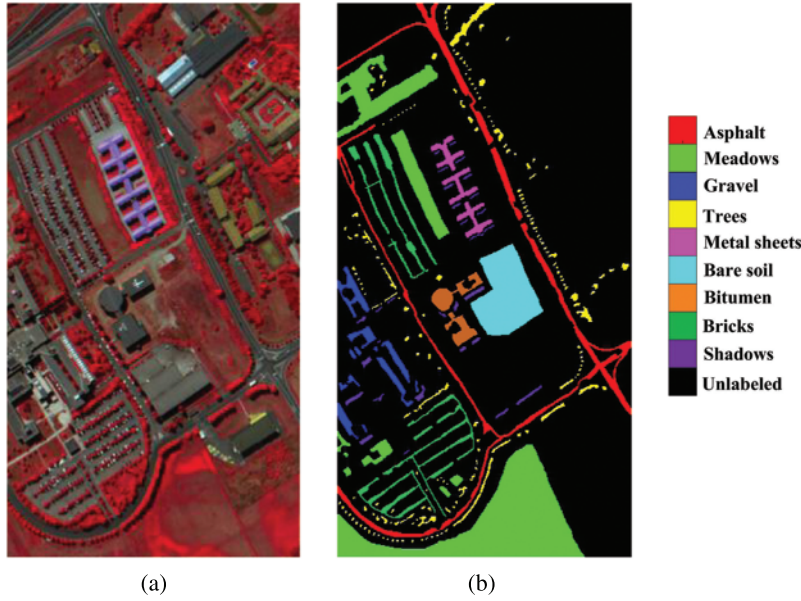 Asphalt
Meadows
Gravel
Trees
Metal sheets
Bare soil
Bitumen
Bricks
Shadows
Unlabeled
(a)
(b)